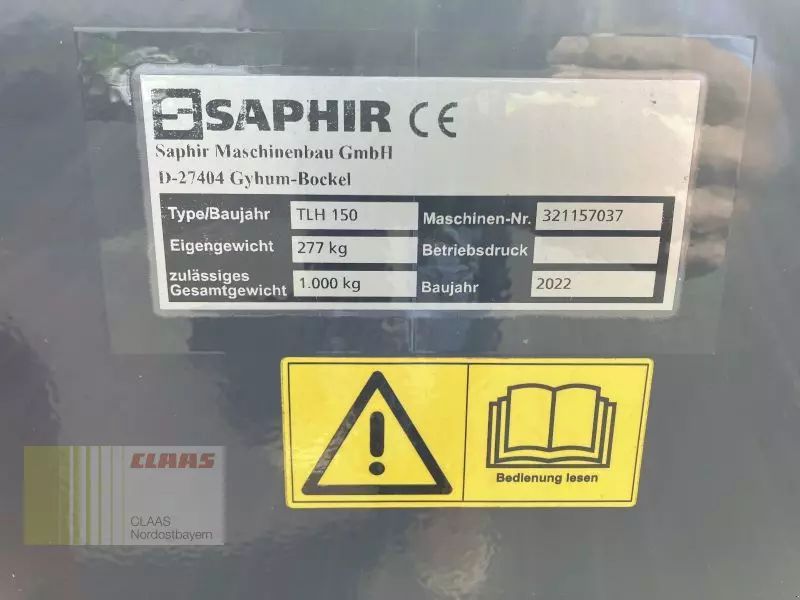 SAPHIR CE
Saphir Maschinenbau GmbH
D-27404 Gyhum-Bockel
Type/Baujahr TLH 150 Maschinen-Nr. 321157037
Eigengewicht 277 kg Betriebsdruck
zulässiges
Gesamtgewicht 1.000 kg Baujahr 2022
Bedienung lesen
CLAAS
CLAAS
Nordostbayern